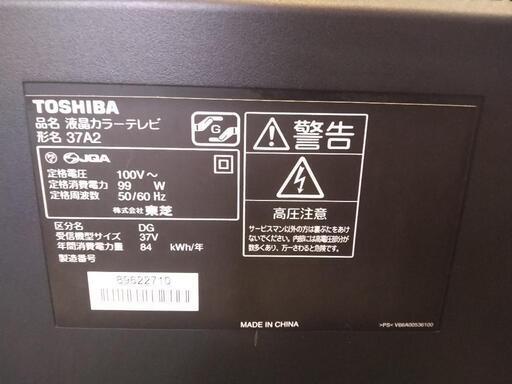 TOSHIBA
品名 液晶カラーテレビ
形名 37A2
G
JQA
定格電圧 100V～
定格消費電力 99 W
定格周波数 50/60 Hz
株式会社 東芝
区分名 DG
受信機型サイズ 37V
年間消費電力量 84 kWh/年
製造番号
89622710
警告
高圧注意
サービスマン以外の方は裏ぶたをあけ
ないでください。内部には高電圧部分が
数多くあり、万一さわると危険です。
MADE IN CHINA
>PS< V66A00536100